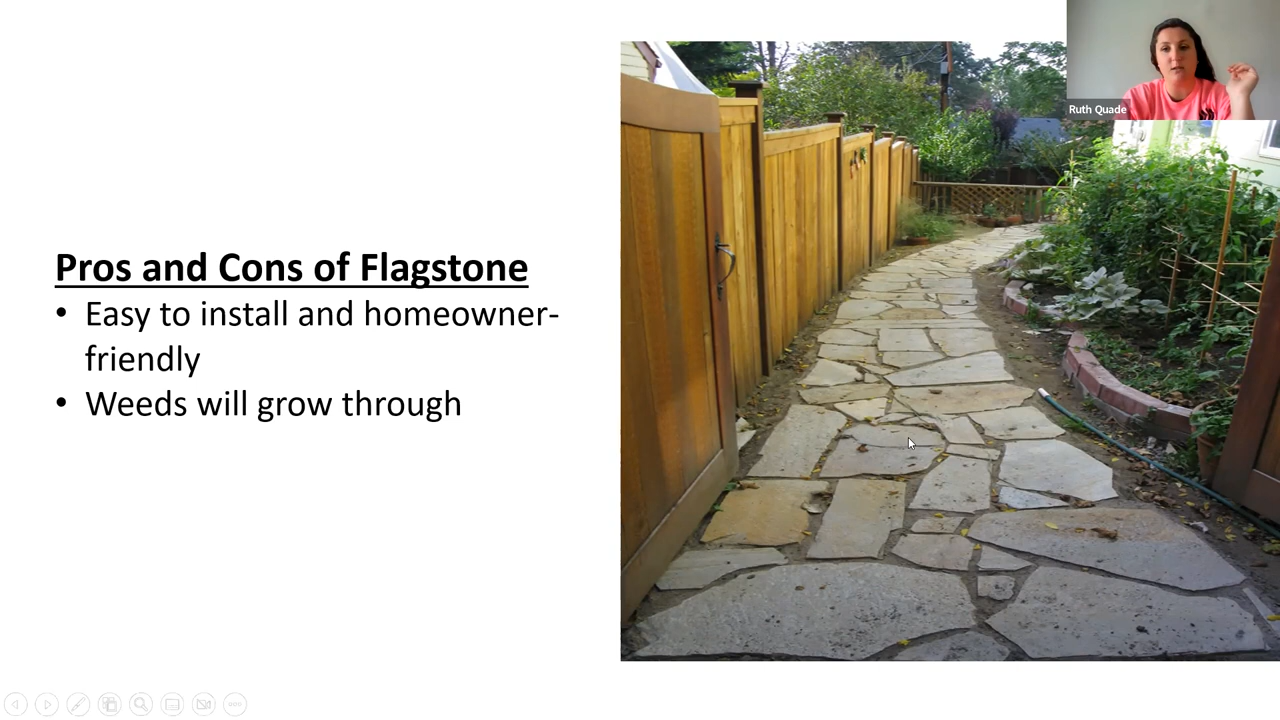 Ruth Quade
Pros and Cons of Flagstone
• Easy to install and homeowner-
friendly
• Weeds will grow through